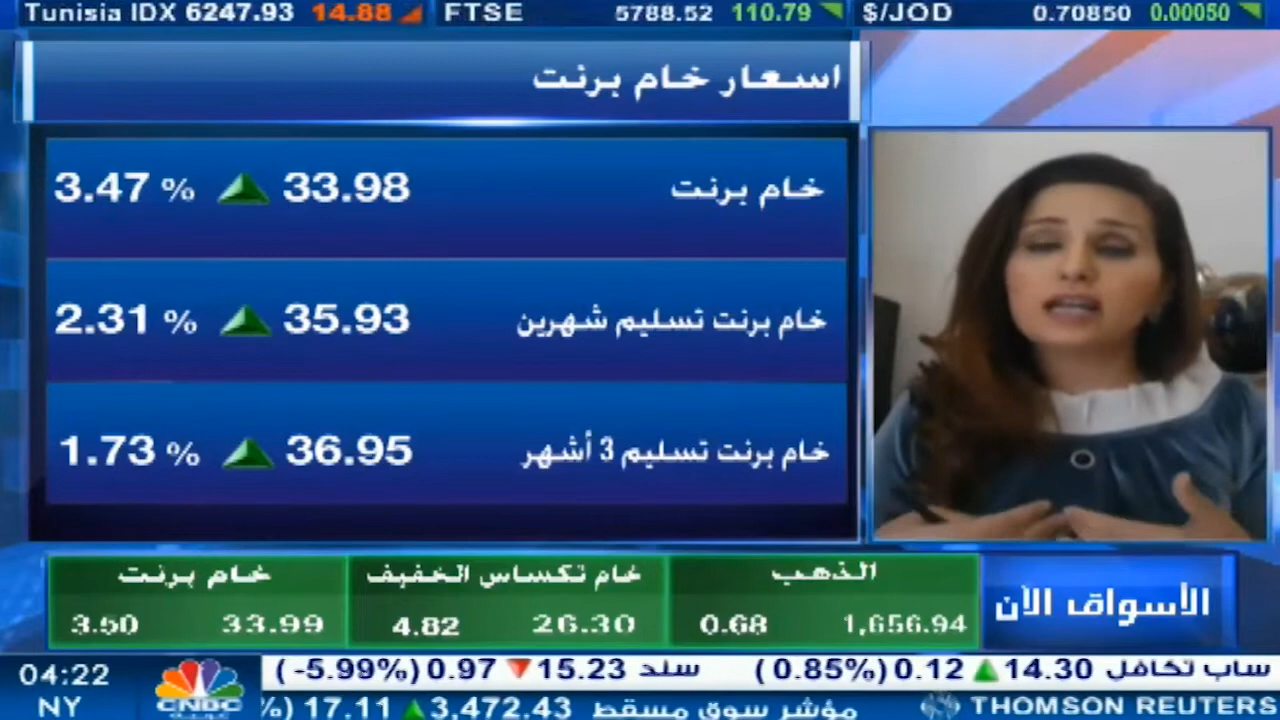 Tunisia IDX 6247.93 14.88 FTSE 5788.52 110.79 $/JOD 0.70850 0.00050
اسعار خام برنت
خام برنت 33.98 3.47 %
خام برنت تسليم شهرين 35.93 2.31 %
خام برنت تسليم 3 أشهر 36.95 1.73 %
الأسواق الآن
الذهب
1,656.94 0.68
خام تكساس الخفيف
26.30 4.82
خام برنت
33.99 3.50
ساب تكافل 14.30 0.12 (0.85%) سلد 15.23 0.97 (-5.99%)
04:22
NY
CNBC
عربية
THOMSON REUTERS مؤشر سوق مسقط 3,472.43 17.11 (%